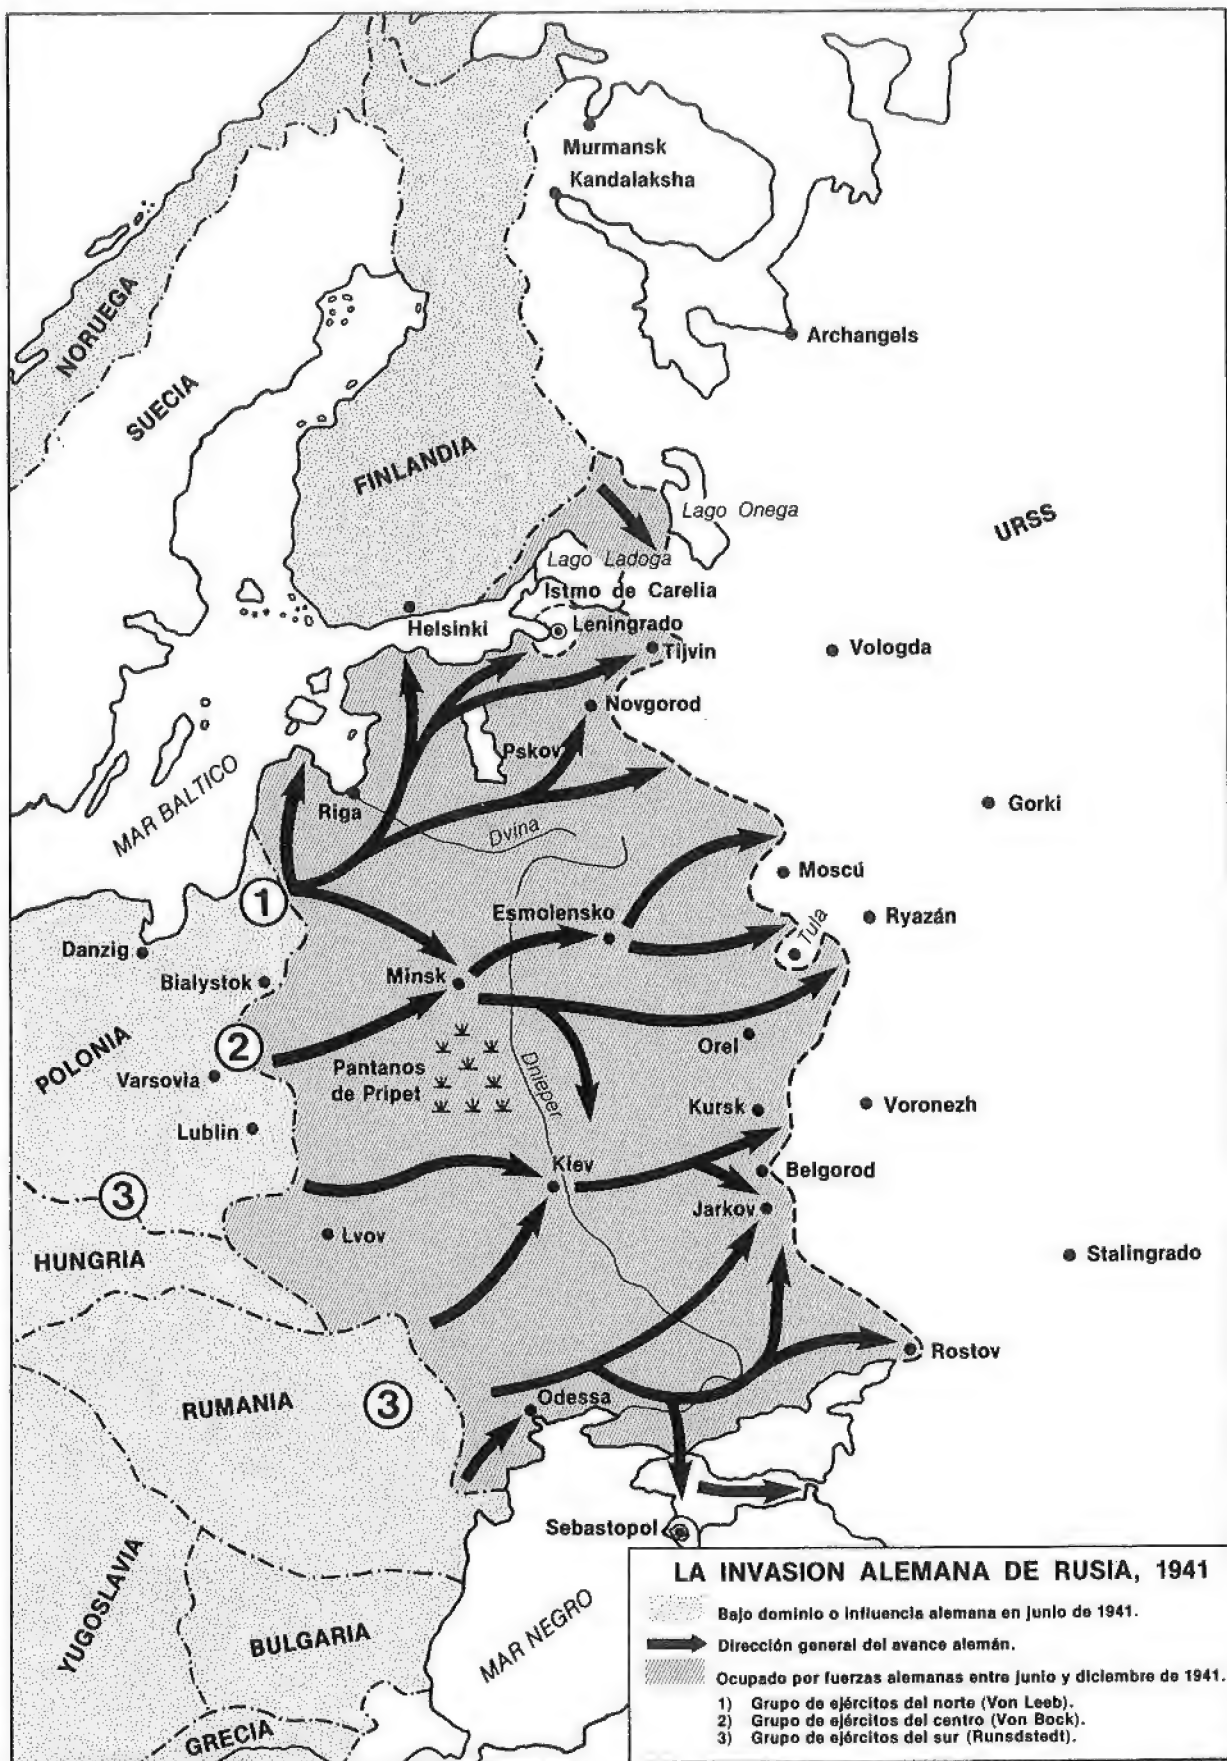 Murmansk
Kandalaksha
NORUEGA
SUECIA
Archangels
FINLANDIA
Lago Onega
URSS
Lago Ladoga
Istmo de Carelia
Helsinki
Leningrado
Tijvin
Vologda
Novgorod
Pskov
MAR BALTICO
Riga
Gorki
Dvina
Moscú
1
Esmolensko
Ryazán
Tula
Danzig
Bialystok
Minsk
2
Orel
POLONIA
Varsovia
Pantanos
de Pripet
Dnieper
Kursk
Voronezh
Lublin
Kiev
Belgorod
3
Jarkov
Lvov
HUNGRIA
Stalingrado
Rostov
RUMANIA
3
Odessa
Sebastopol
YUGOSLAVIA
BULGARIA
MAR NEGRO
GRECIA
LA INVASION ALEMANA DE RUSIA, 1941
Bajo dominio o influencia alemana en junio de 1941.
Dirección general del avance alemán.
Ocupado por fuerzas alemanas entre junio y diciembre de 1941.
1) Grupo de ejércitos del norte (Von Leeb).
2) Grupo de ejércitos del centro (Von Bock).
3) Grupo de ejércitos del sur (Runsdstedt).